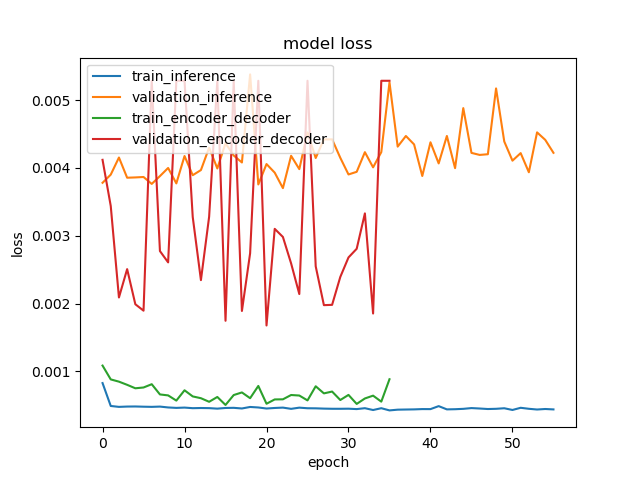 model loss
train_inference
validation_inference
train_encoder_decoder
validation_encoder_decoder
0.005
0.004
0.003
0.002
0.001
loss
0 10 20 30 40 50
epoch